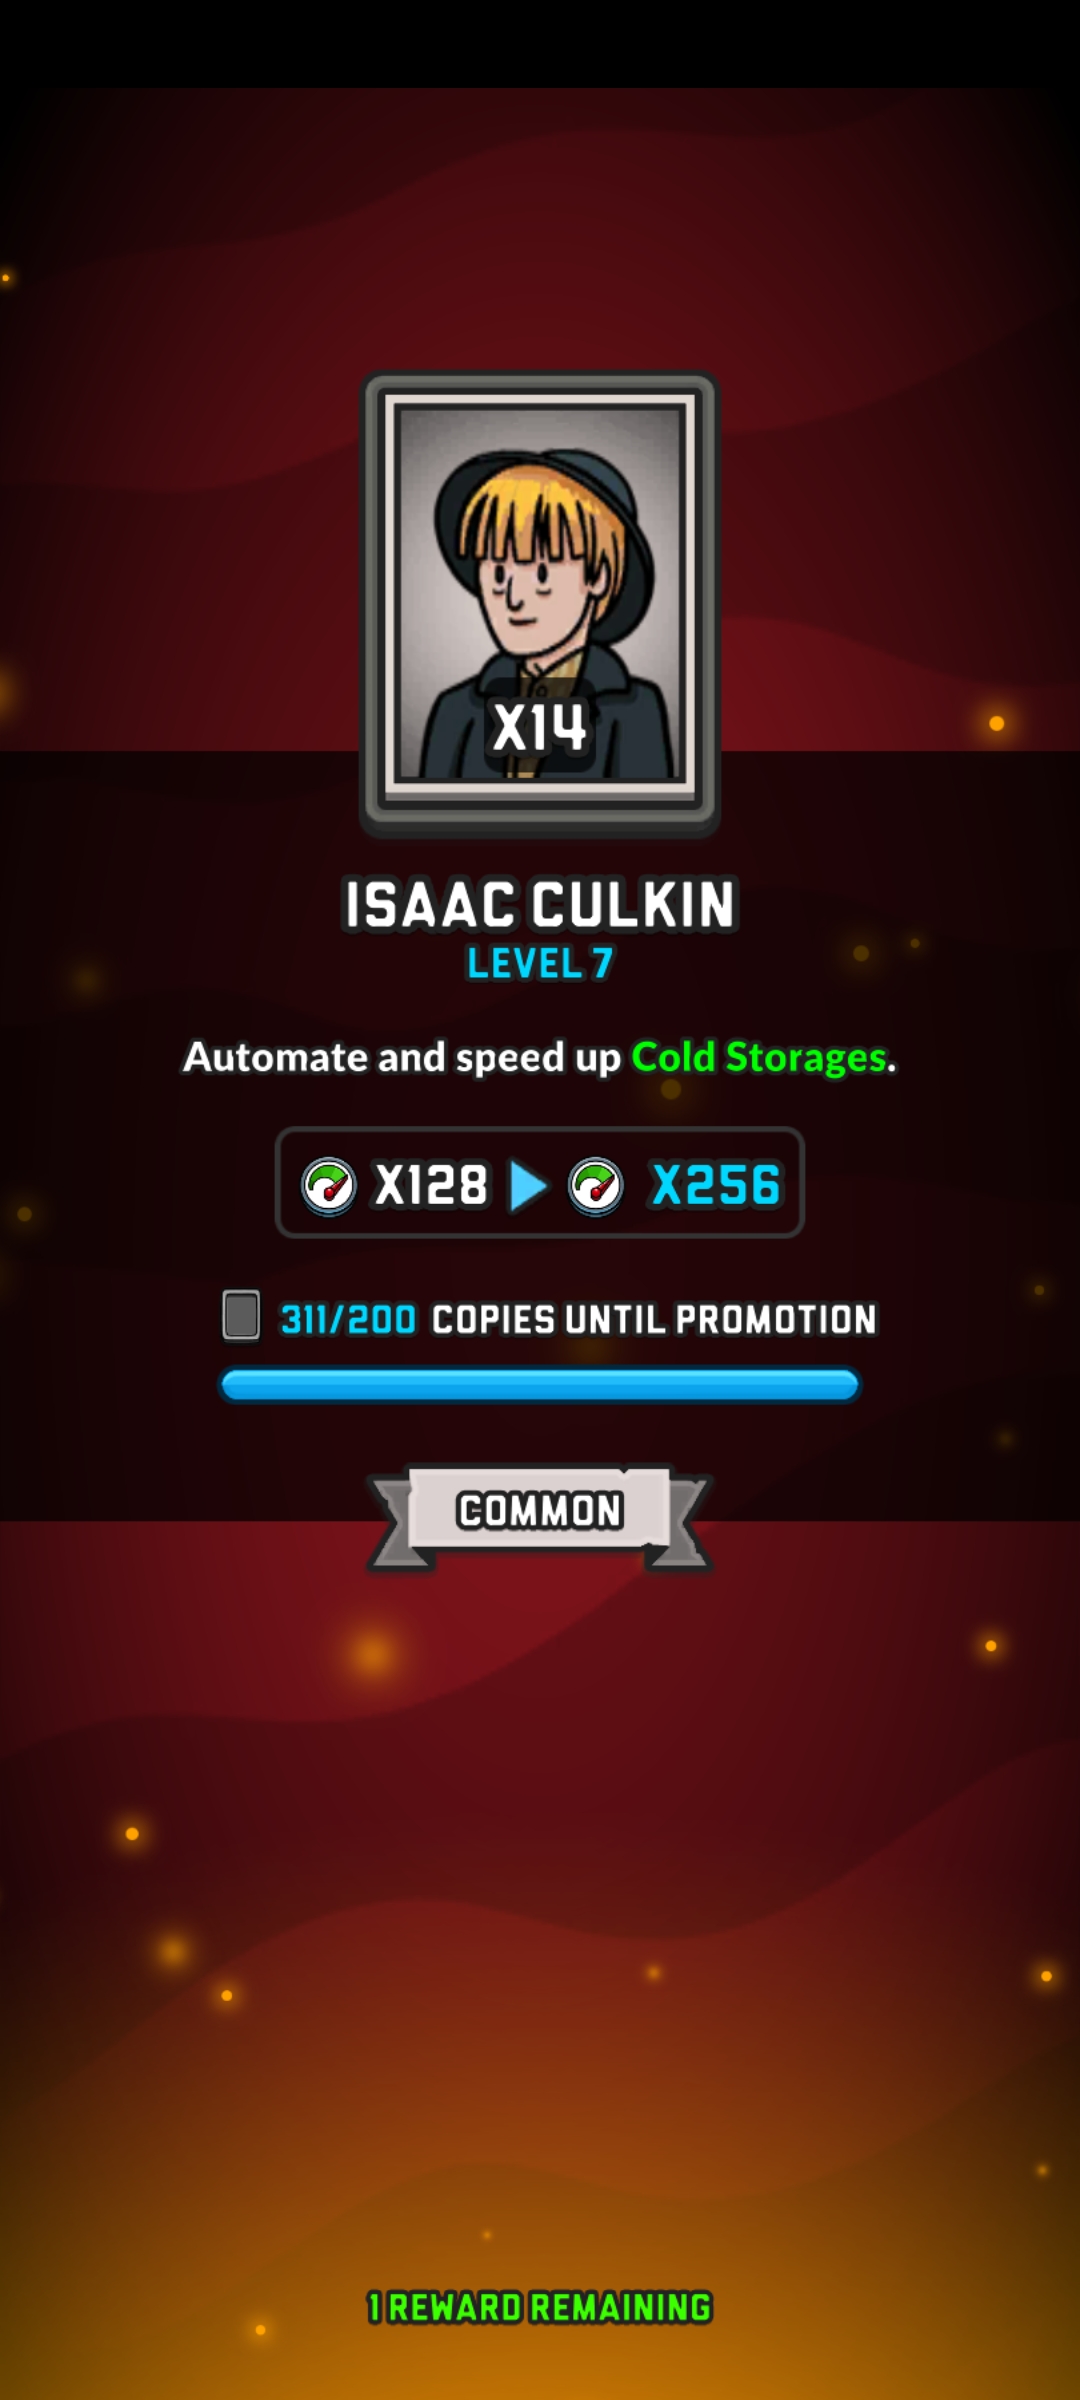 X14
ISAAC CULKIN
LEVEL 7
Automate and speed up Cold Storages.
X128 X256
311/200 COPIES UNTIL PROMOTION
COMMON
1 REWARD REMAINING